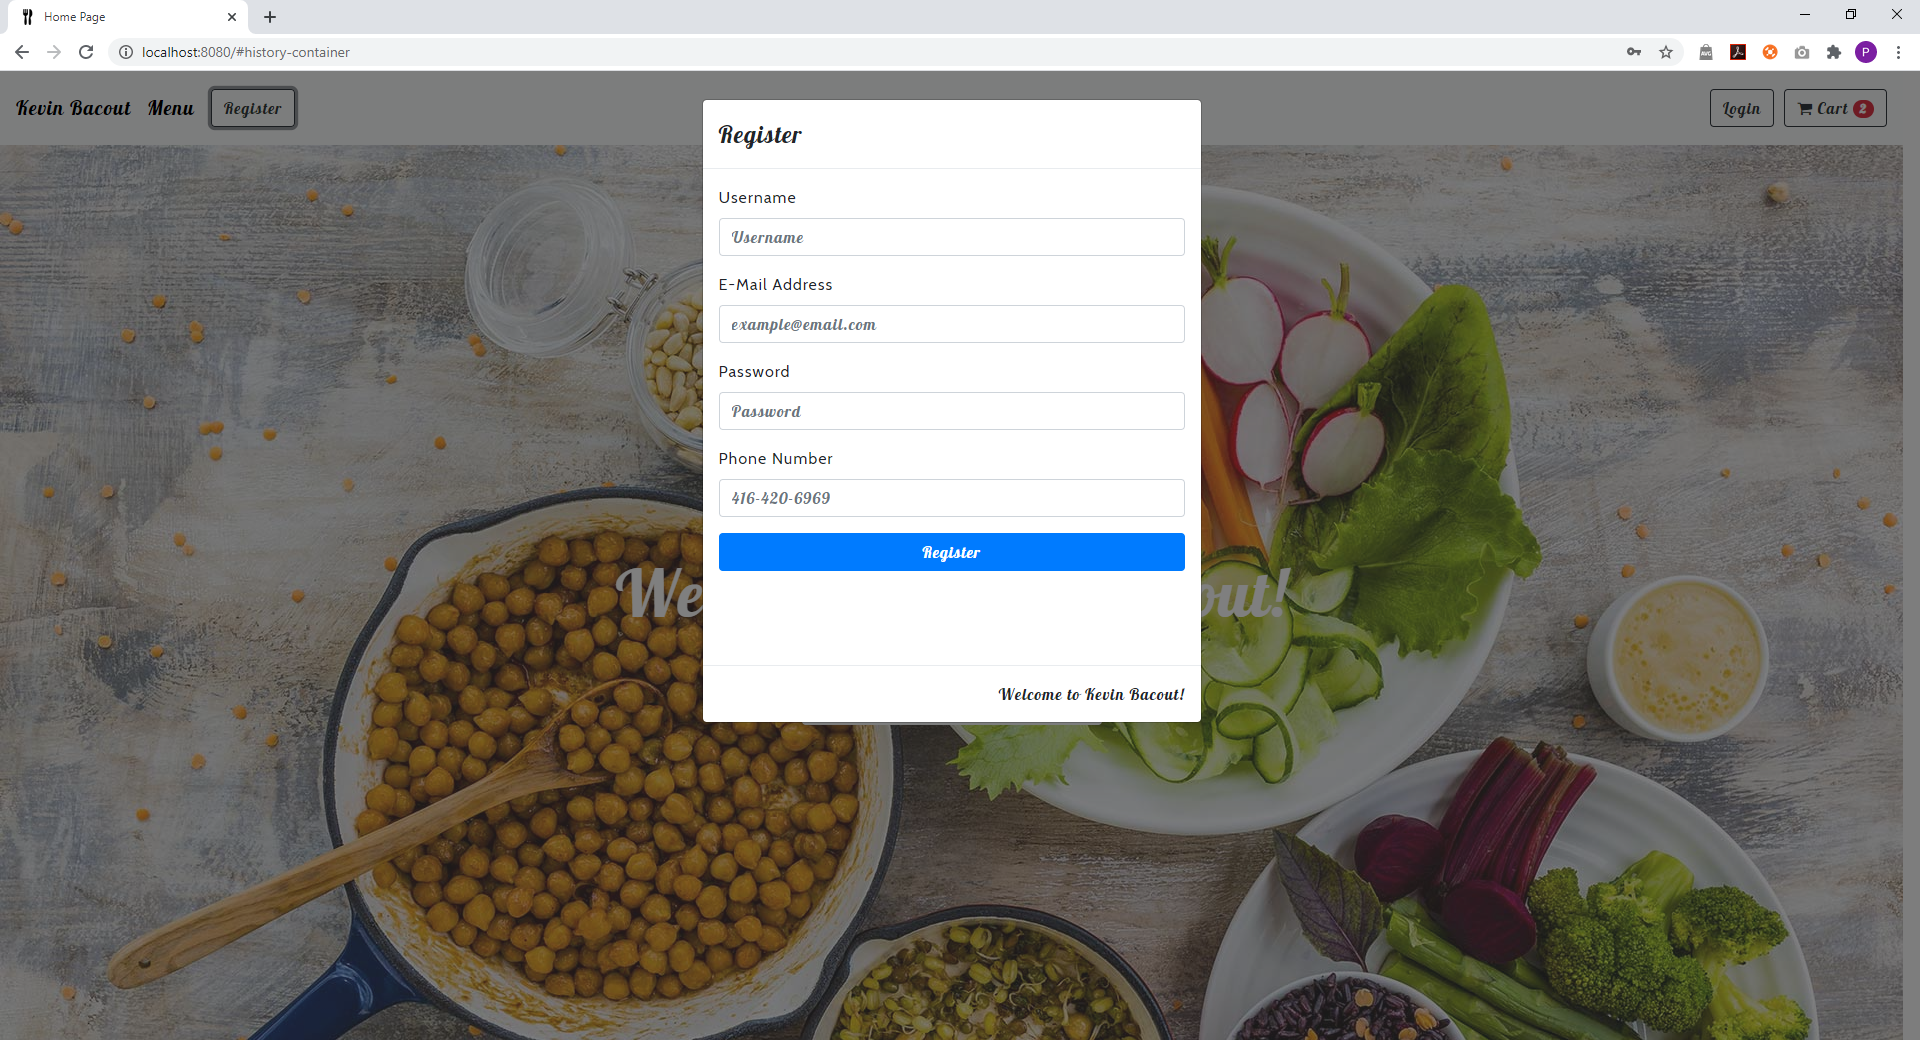 Home Page
localhost:8080/#history-container
P
Kevin Bacout Menu Register
Login Cart 2
Register
Username
Username
E-Mail Address
example@email.com
Password
Password
Phone Number
416-420-6969
Register
We
out!
Welcome to Kevin Bacout!